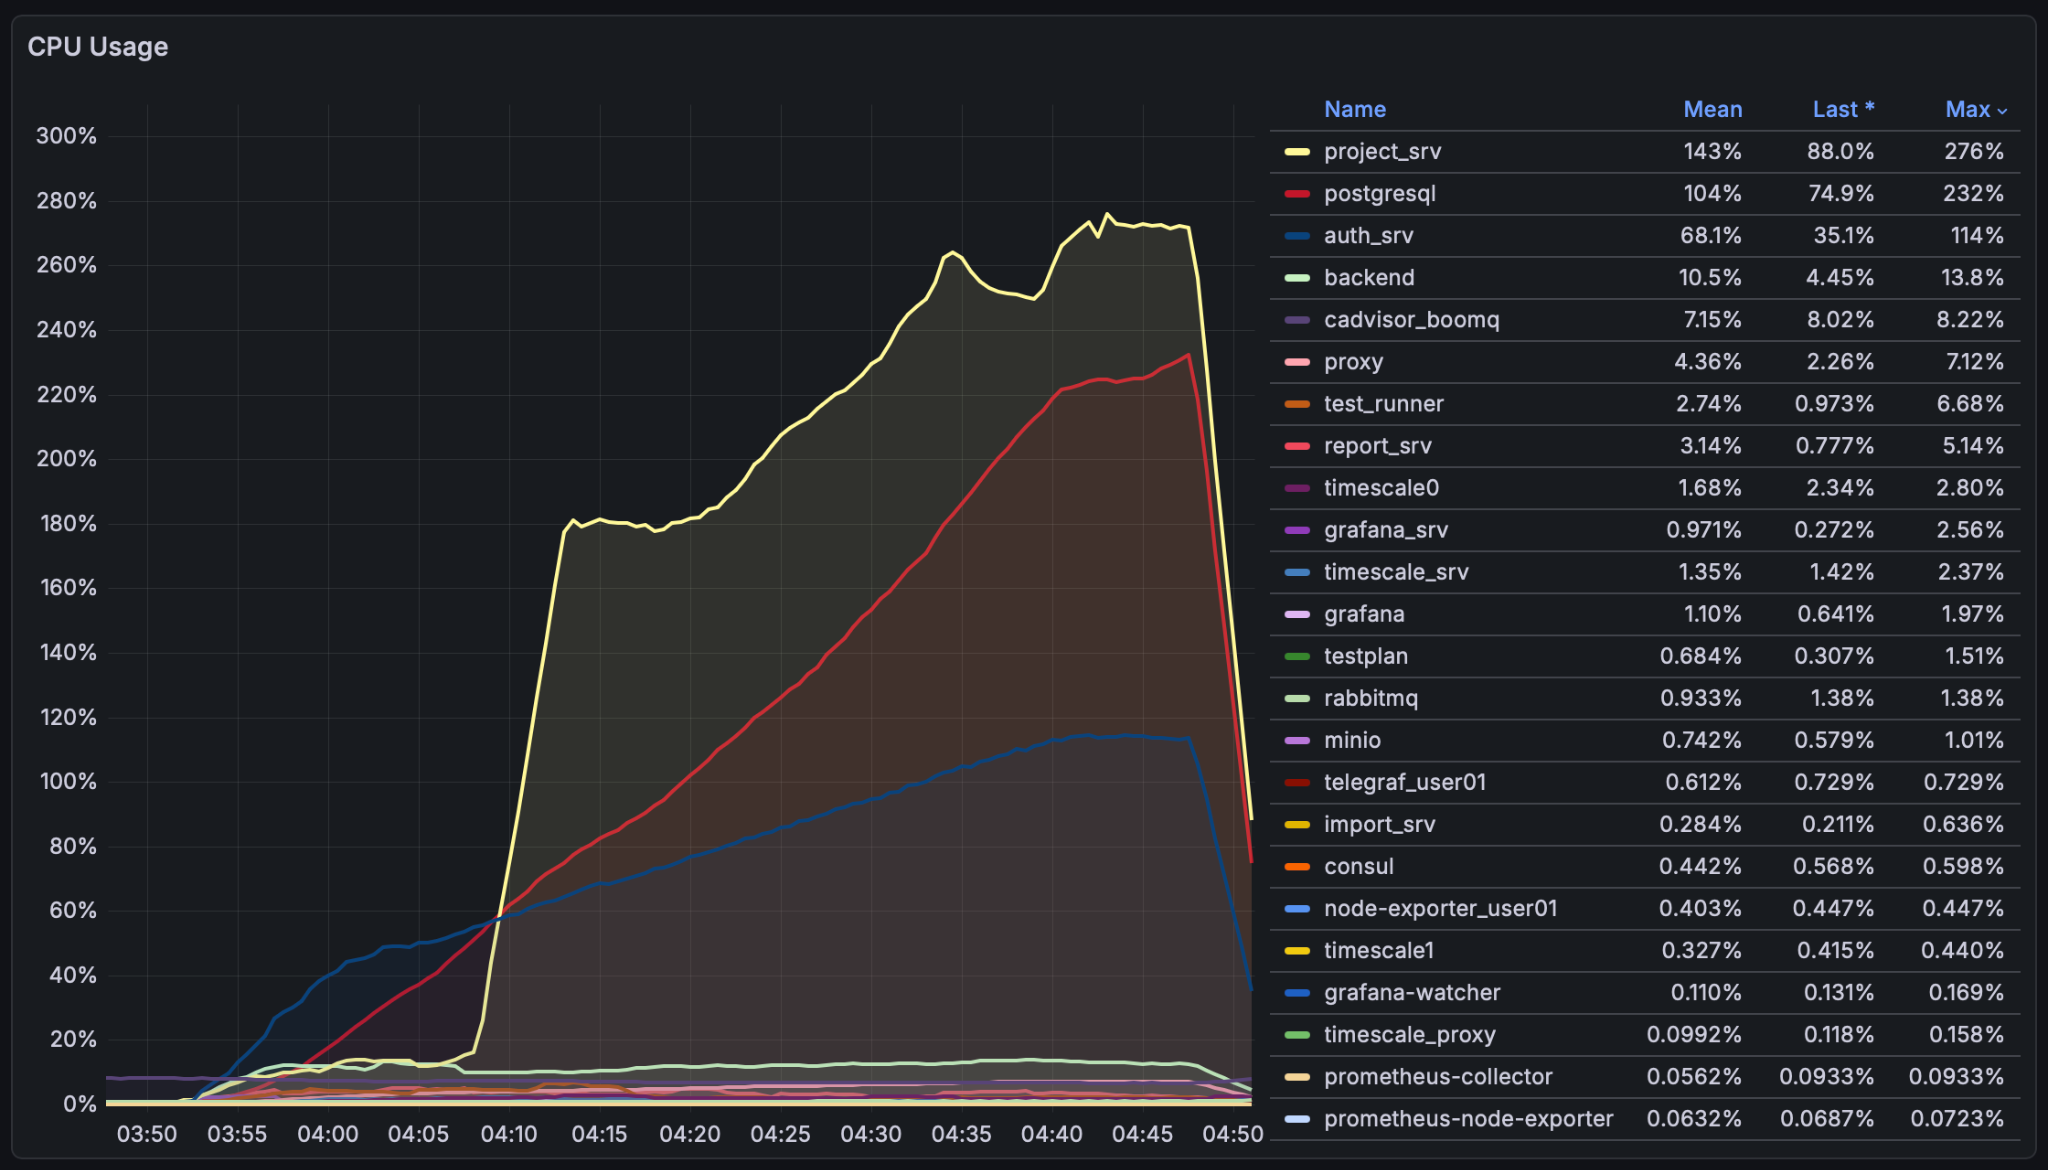 CPU Usage
300%
280%
260%
240%
220%
200%
180%
160%
140%
120%
100%
80%
60%
40%
20%
0%
03:50 03:55 04:00 04:05 04:10 04:15 04:20 04:25 04:30 04:35 04:40 04:45 04:50
Name Mean Last * Max
project_srv 143% 88.0% 276%
postgresql 104% 74.9% 232%
auth_srv 68.1% 35.1% 114%
backend 10.5% 4.45% 13.8%
cadvisor_boomq 7.15% 8.02% 8.22%
proxy 4.36% 2.26% 7.12%
test_runner 2.74% 0.973% 6.68%
report_srv 3.14% 0.777% 5.14%
timescale0 1.68% 2.34% 2.80%
grafana_srv 0.971% 0.272% 2.56%
timescale_srv 1.35% 1.42% 2.37%
grafana 1.10% 0.641% 1.97%
testplan 0.684% 0.307% 1.51%
rabbitmq 0.933% 1.38% 1.38%
minio 0.742% 0.579% 1.01%
telegraf_user01 0.612% 0.729% 0.729%
import_srv 0.284% 0.211% 0.636%
consul 0.442% 0.568% 0.598%
node-exporter_user01 0.403% 0.447% 0.447%
timescale1 0.327% 0.415% 0.440%
grafana-watcher 0.110% 0.131% 0.169%
timescale_proxy 0.0992% 0.118% 0.158%
prometheus-collector 0.0562% 0.0933% 0.0933%
prometheus-node-exporter 0.0632% 0.0687% 0.0723%